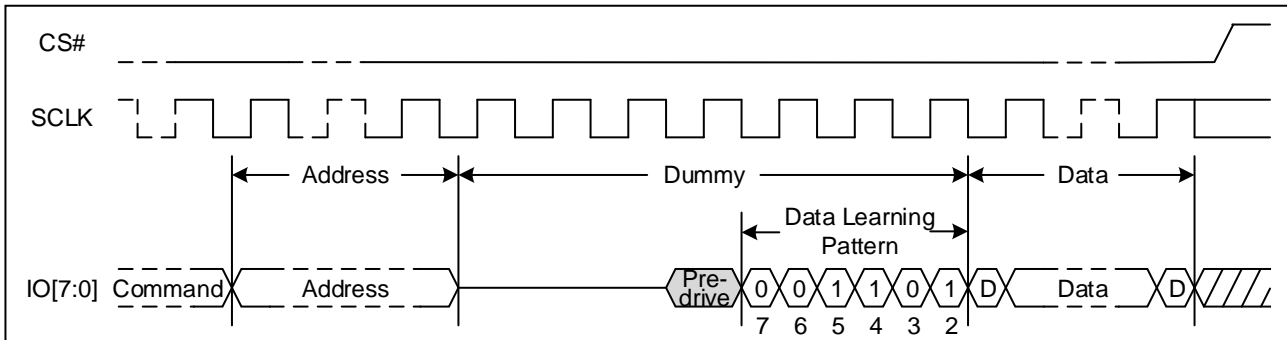 CS#
SCLK
Address Dummy Data
Data Learning
Pattern
IO[7:0] Command Address Pre-
drive 0 0 1 1 0 1 D Data D
7 6 5 4 3 2